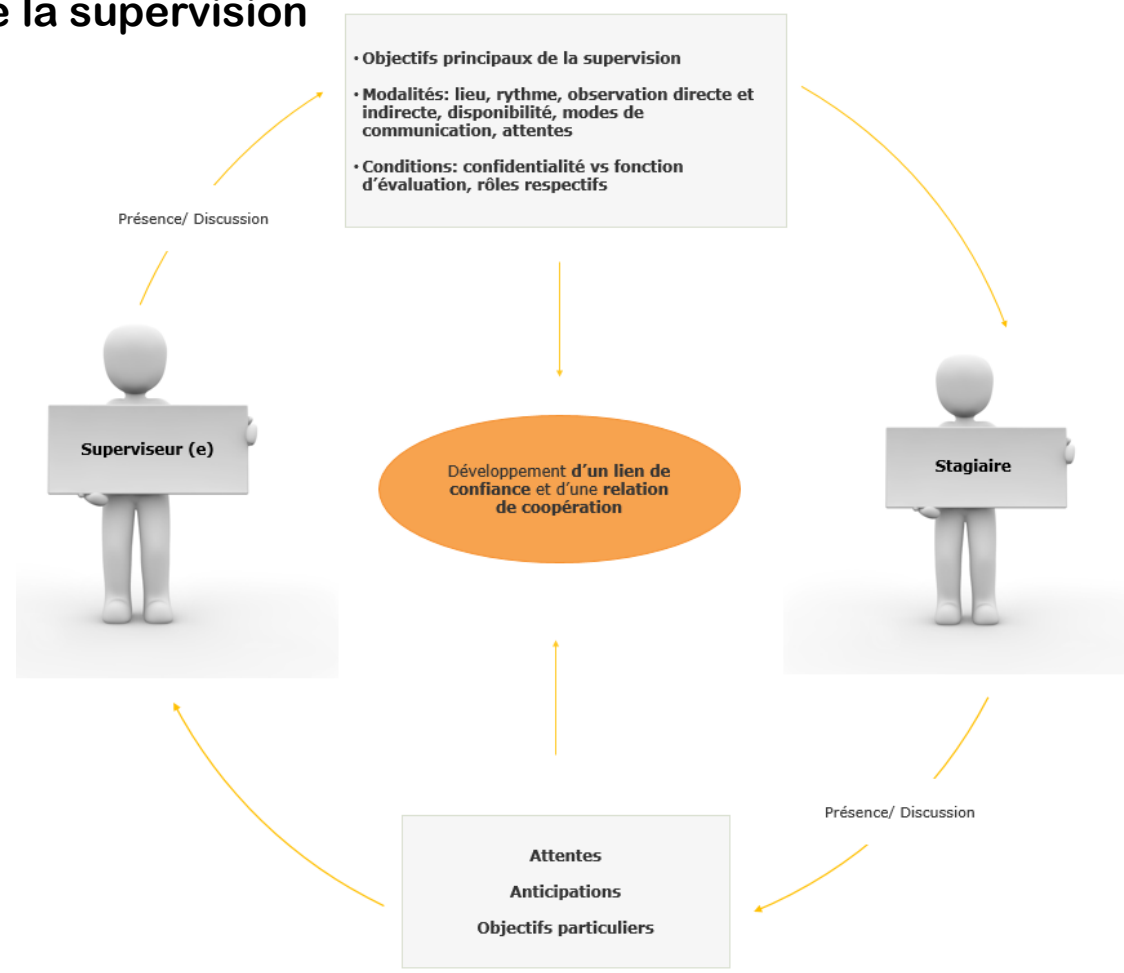 la supervision
• Objectifs principaux de la supervision
• Modalités: lieu, rythme, observation directe et
indirecte, disponibilité, modes de
communication, attentes
• Conditions: confidentialité vs fonction
d'évaluation, rôles respectifs
Présence/ Discussion
Superviseur (e)
Développement d'un lien de
confiance et d'une relation
de coopération
Stagiaire
Présence/ Discussion
Attentes
Anticipations
Objectifs particuliers